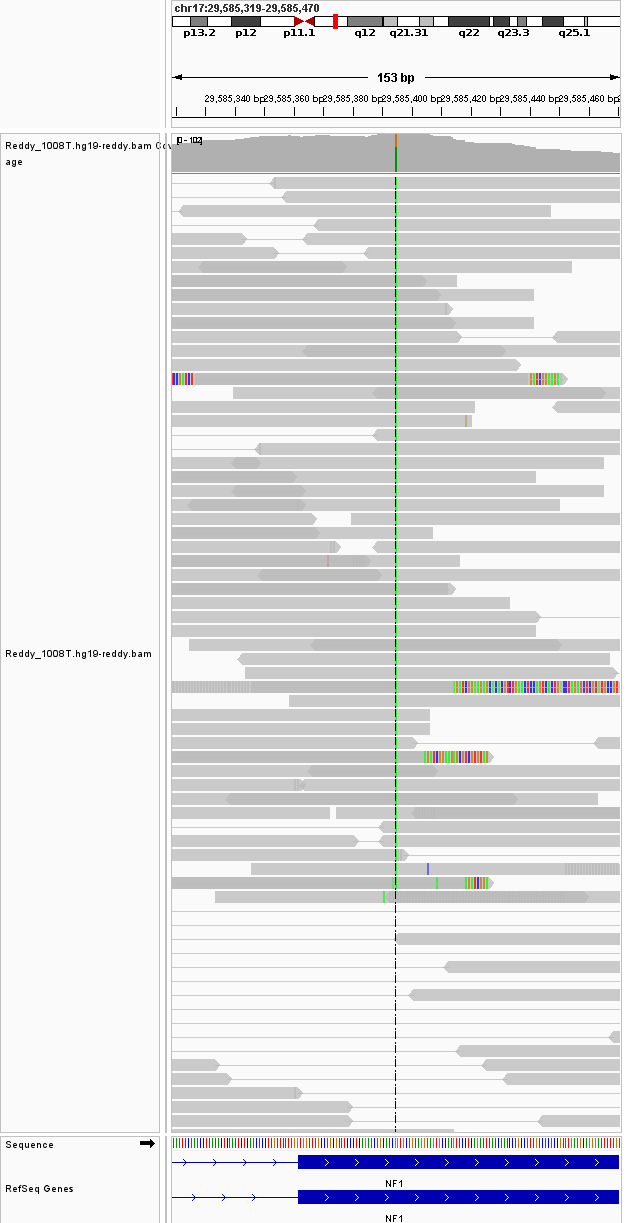 chr17:29,585,319-29,585,470
p13.2 p12 p11.1 q12 q21.31 q22 q23.3 q25.1
153 bp
29,585,340 bp 29,585,360 bp 29,585,380 bp 29,585,400 bp 29,585,420 bp 29,585,440 bp 29,585,460 bp
Reddy_1008T.hg19-reddy.bam Cov
age
[0 - 102]
Reddy_1008T.hg19-reddy.bam
Sequence
NF1
RefSeq Genes
NF1